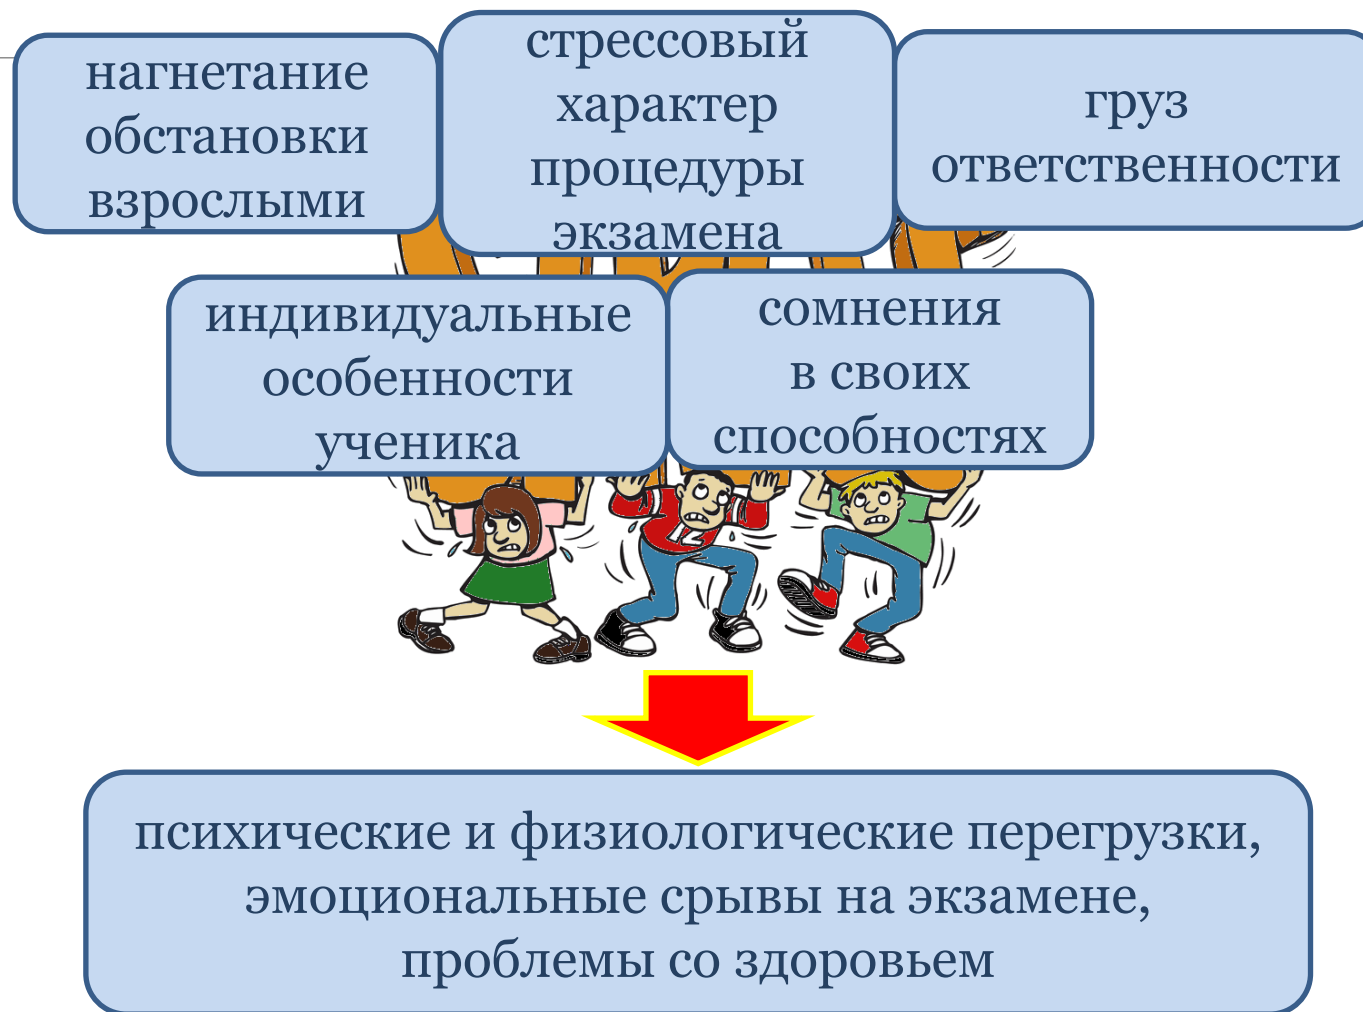 нагнетание
обстановки
взрослыми
стрессовый
характер
процедуры
экзамена
груз
ответственности
индивидуальные
особенности
ученика
сомнения
в своих
способностях
психические и физиологические перегрузки,
эмоциональные срывы на экзамене,
проблемы со здоровьем